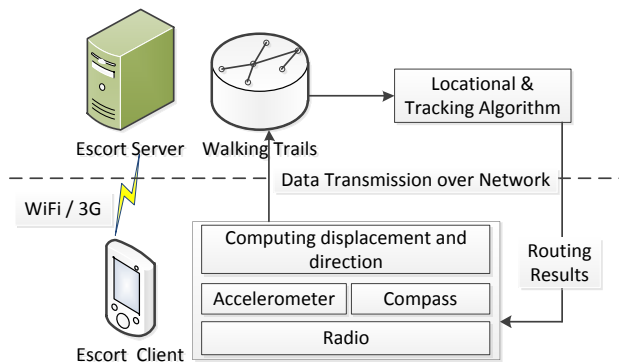 Locational &
Tracking Algorithm
Escort Server
Walking Trails
Data Transmission over Network
WiFi / 3G
Computing displacement and
direction
Routing
Results
Accelerometer
Compass
Radio
Escort Client